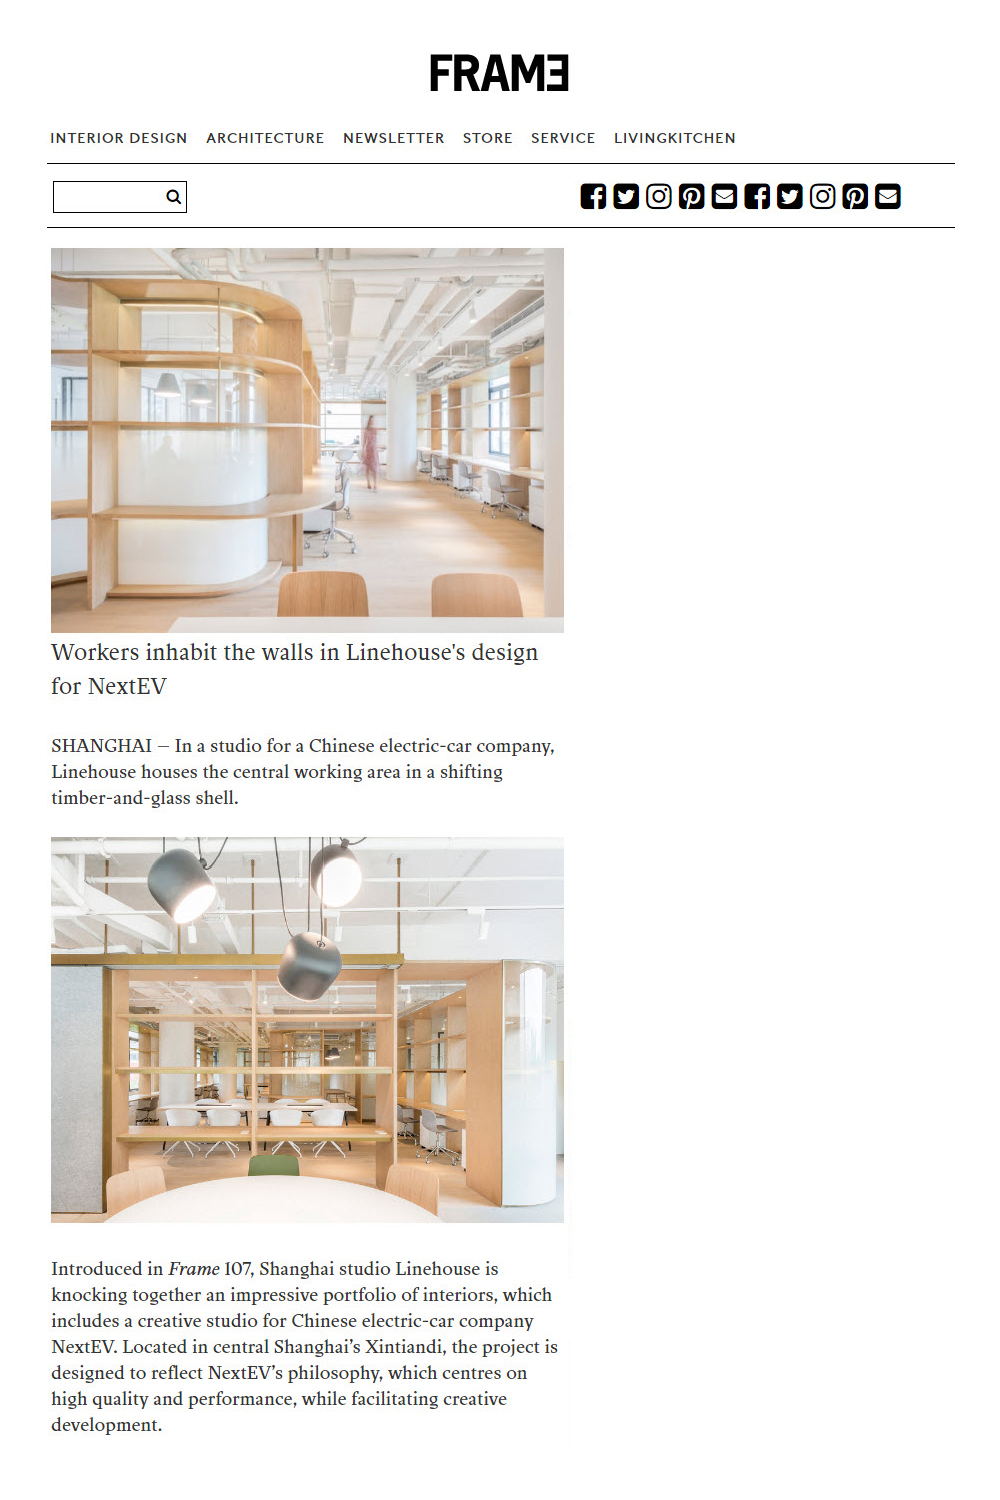 FRAME
INTERIOR DESIGN ARCHITECTURE NEWSLETTER STORE SERVICE LIVINGKITCHEN
Workers inhabit the walls in Linehouse's design
for NextEV
SHANGHAI – In a studio for a Chinese electric-car company,
Linehouse houses the central working area in a shifting
timber-and-glass shell.
Introduced in Frame 107, Shanghai studio Linehouse is
knocking together an impressive portfolio of interiors, which
includes a creative studio for Chinese electric-car company
NextEV. Located in central Shanghai’s Xintiandi, the project is
designed to reflect NextEV’s philosophy, which centres on
high quality and performance, while facilitating creative
development.